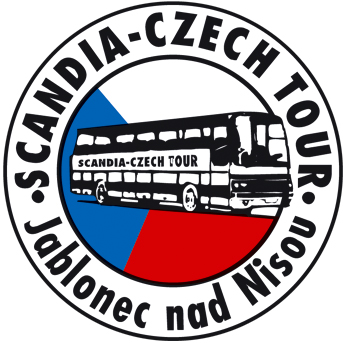 • SCANDIA-CZECH TOUR •
SCANDIA-CZECH TOUR
Jablonec nad Nisou